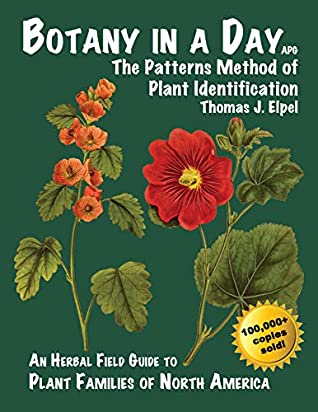 BOTANY IN A DAY APG
The Patterns Method of
Plant Identification
Thomas J. Elpel
100,000+
copies
sold!
AN HERBAL FIELD GUIDE TO
PLANT FAMILIES OF NORTH AMERICA